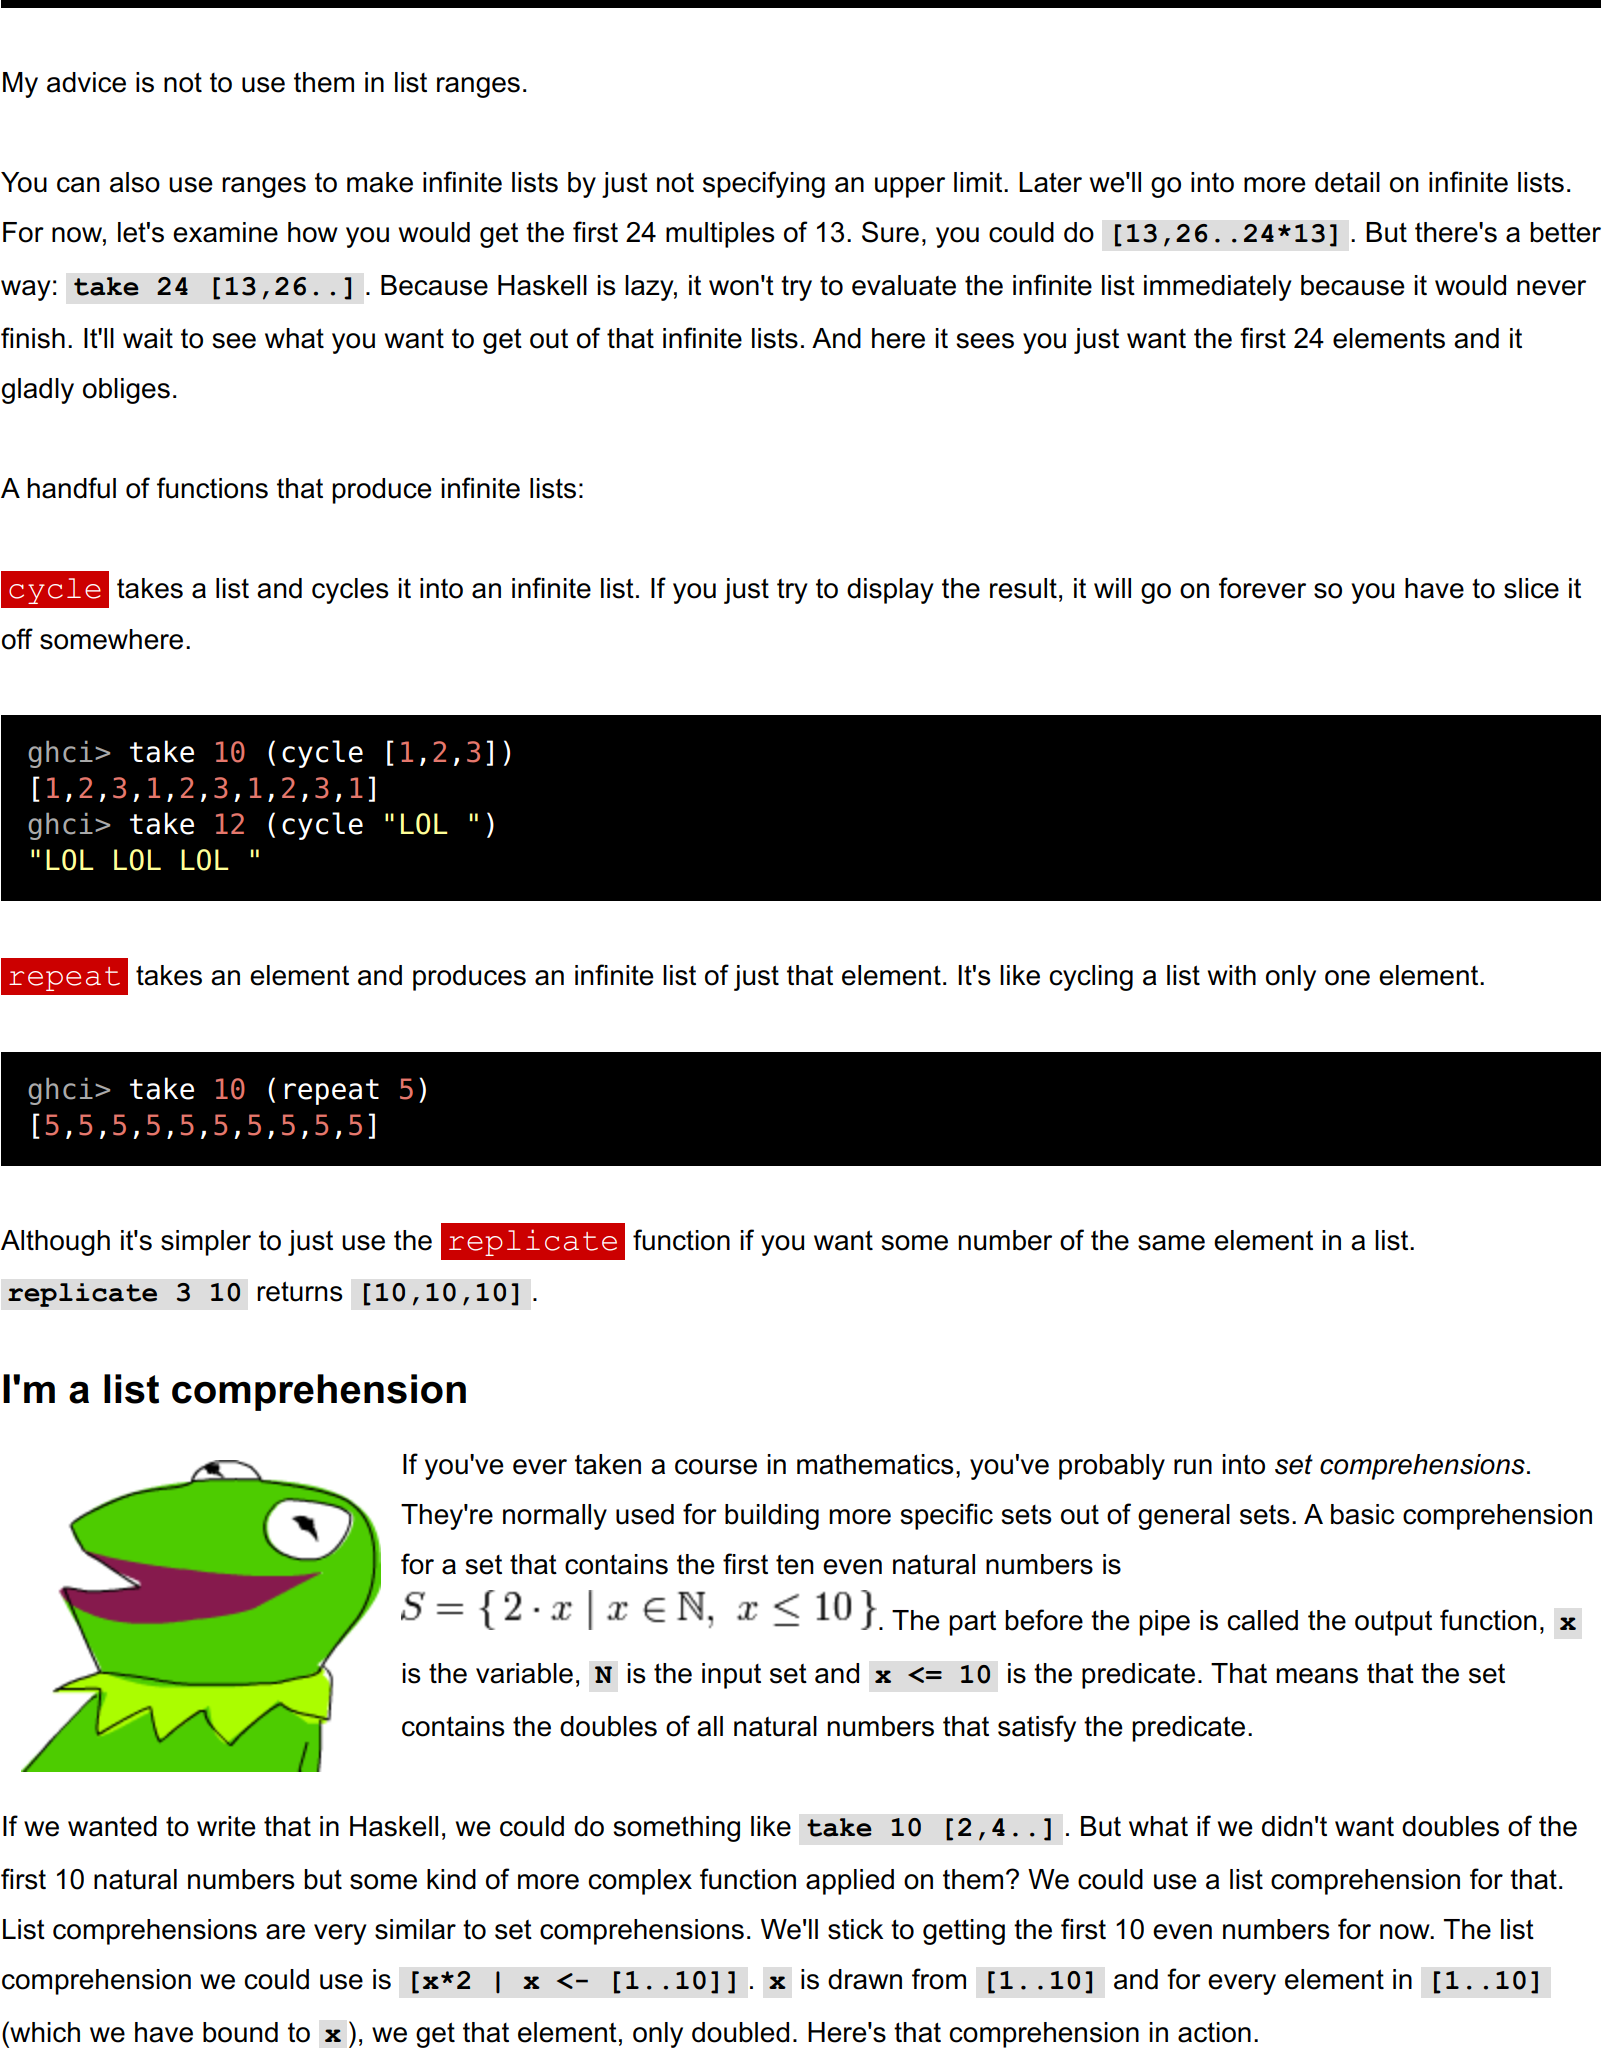 My advice is not to use them in list ranges.
You can also use ranges to make infinite lists by just not specifying an upper limit. Later we'll go into more detail on infinite lists.
For now, let's examine how you would get the first 24 multiples of 13. Sure, you could do [13,26..24*13]. But there's a better
way: take 24 [13,26..]. Because Haskell is lazy, it won't try to evaluate the infinite list immediately because it would never
finish. It'll wait to see what you want to get out of that infinite lists. And here it sees you just want the first 24 elements and it
gladly obliges.
A handful of functions that produce infinite lists:
cycle takes a list and cycles it into an infinite list. If you just try to display the result, it will go on forever so you have to slice it
off somewhere.
ghci> take 10 (cycle [1,2,3])
[1,2,3,1,2,3,1,2,3,1]
ghci> take 12 (cycle "LOL ")
"LOL LOL LOL "
repeat takes an element and produces an infinite list of just that element. It's like cycling a list with only one element.
ghci> take 10 (repeat 5)
[5,5,5,5,5,5,5,5,5,5]
Although it's simpler to just use the replicate function if you want some number of the same element in a list.
replicate 3 10 returns [10,10,10].
I'm a list comprehension
If you've ever taken a course in mathematics, you've probably run into set comprehensions.
They're normally used for building more specific sets out of general sets. A basic comprehension
for a set that contains the first ten even natural numbers is
S = { 2 · x | x ∈ ℕ, x ≤ 10 }. The part before the pipe is called the output function, x
is the variable, N is the input set and x <= 10 is the predicate. That means that the set
contains the doubles of all natural numbers that satisfy the predicate.
If we wanted to write that in Haskell, we could do something like take 10 [2,4..]. But what if we didn't want doubles of the
first 10 natural numbers but some kind of more complex function applied on them? We could use a list comprehension for that.
List comprehensions are very similar to set comprehensions. We'll stick to getting the first 10 even numbers for now. The list
comprehension we could use is [x*2 | x <- [1..10]]. x is drawn from [1..10] and for every element in [1..10]
(which we have bound to x), we get that element, only doubled. Here's that comprehension in action.